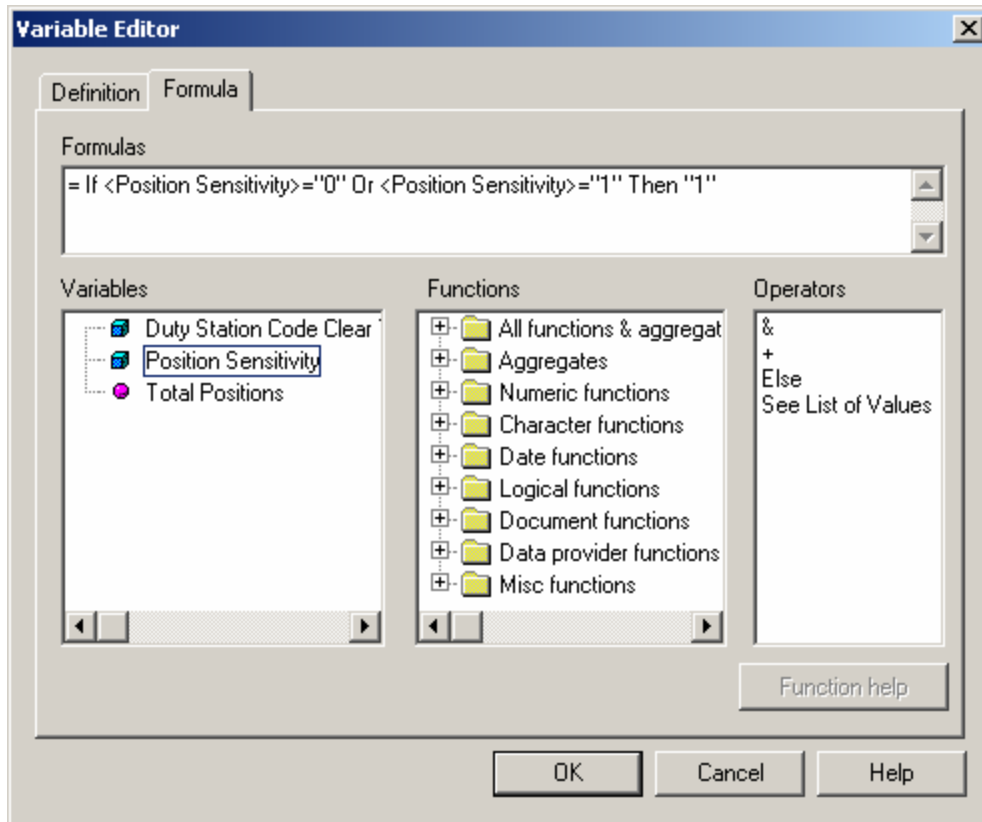 Variable Editor
Definition
Formula
Formulas
= If <Position Sensitivity>="0" Or <Position Sensitivity>="1" Then "1"
Variables
Duty Station Code Clear
Position Sensitivity
Total Positions
Functions
All functions & aggregat
Aggregates
Numeric functions
Character functions
Date functions
Logical functions
Document functions
Data provider functions
Misc functions
Operators
&
+
Else
See List of Values
Function help
OK
Cancel
Help